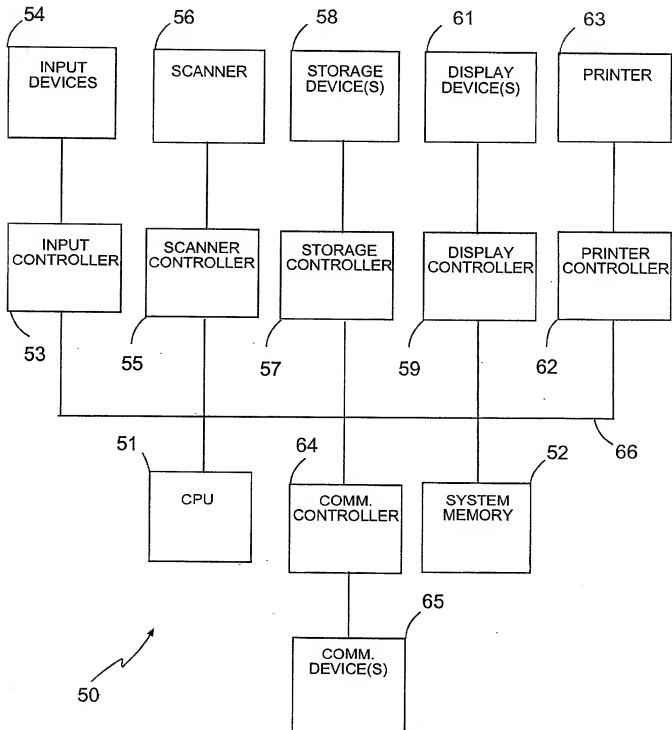 54 56 58 61 63
INPUT
DEVICES
SCANNER
STORAGE
DEVICE(S)
DISPLAY
DEVICE(S)
PRINTER
INPUT
CONTROLLER
SCANNER
CONTROLLER
STORAGE
CONTROLLER
DISPLAY
CONTROLLER
PRINTER
CONTROLLER
53 55 57 59 62
51 64 52 66
CPU
COMM.
CONTROLLER
SYSTEM
MEMORY
65
COMM.
DEVICE(S)
50